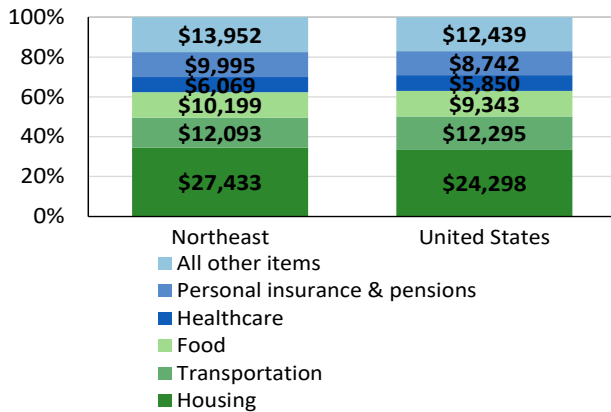 100%
$13,952 $12,439
80%
$9,995 $8,742
$6,069 $5,850
60%
$10,199 $9,343
40%
$12,093 $12,295
20%
$27,433 $24,298
0%
Northeast United States
All other items
Personal insurance & pensions
Healthcare
Food
Transportation
Housing